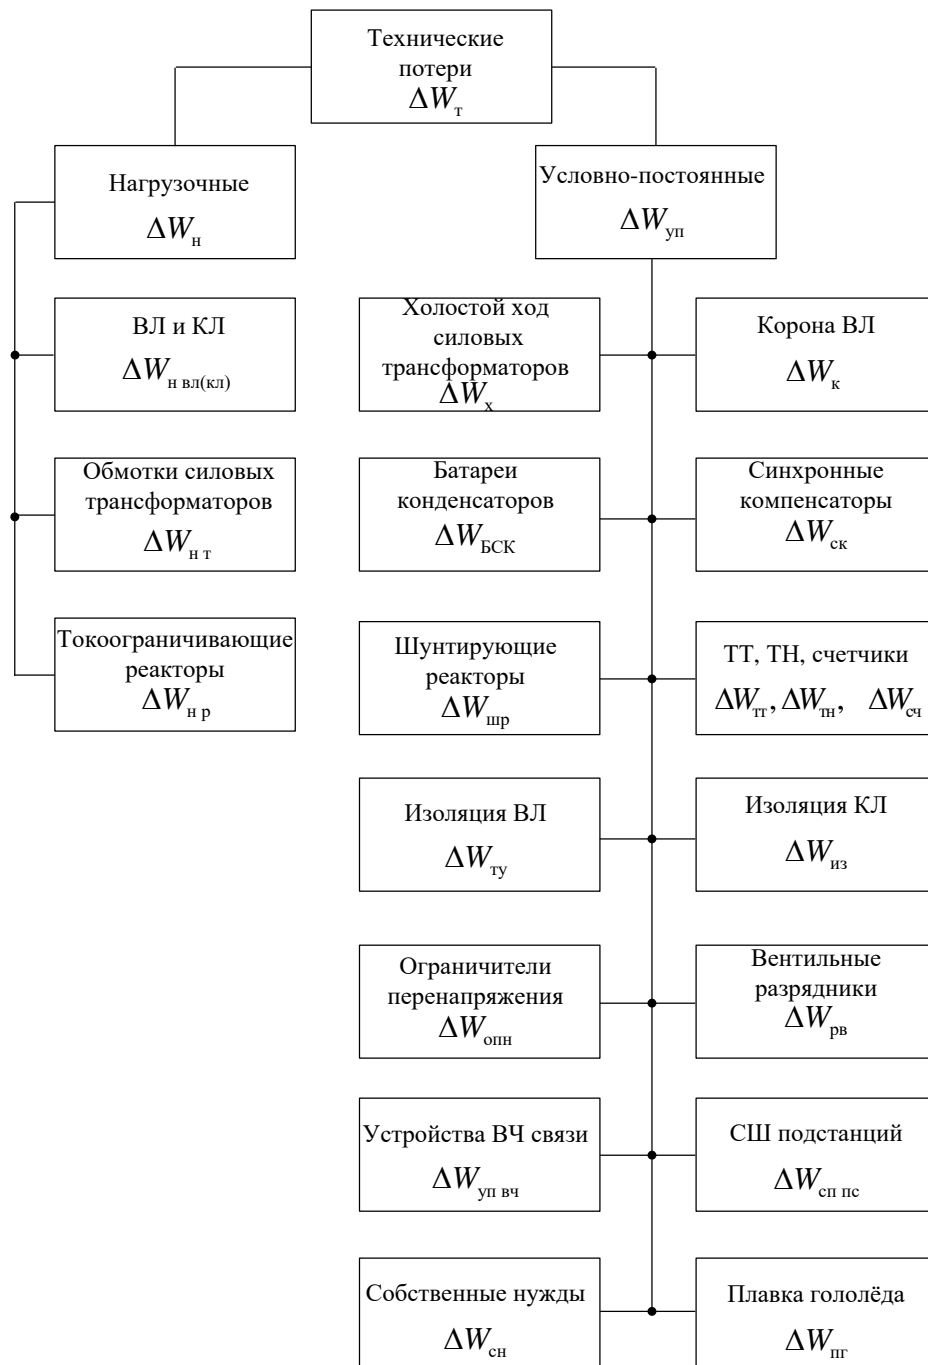 Технические
потери
ΔWт
Нагрузочные
ΔWн
Условно-постоянные
ΔWуп
ВЛ и КЛ
ΔWн вл(кл)
Холостой ход
силовых
трансформаторов
ΔWх
Корона ВЛ
ΔWк
Обмотки силовых
трансформаторов
ΔWн т
Батареи
конденсаторов
ΔWБСК
Синхронные
компенсаторы
ΔWск
Токоограничивающие
реакторы
ΔWн р
Шунтирующие
реакторы
ΔWшр
ТТ, ТН, счетчики
ΔWтт, ΔWтн, ΔWсч
Изоляция ВЛ
ΔWту
Изоляция КЛ
ΔWиз
Ограничители
перенапряжения
ΔWопн
Вентильные
разрядники
ΔWрв
Устройства ВЧ связи
ΔWуп вч
СШ подстанций
ΔWсп пс
Собственные нужды
ΔWсн
Плавка гололёда
ΔWпг